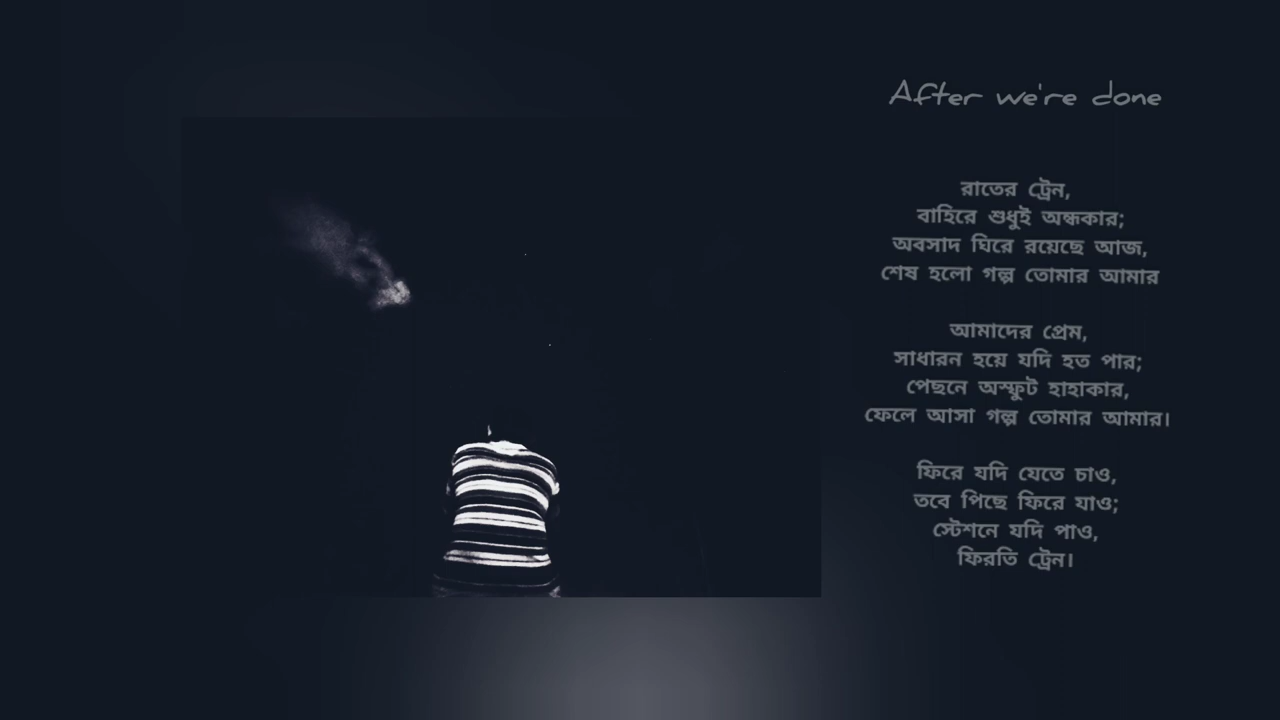 After we're done
রাতের ট্রেন,
বাহিরে শুধুই অন্ধকার;
অবসাদ ঘিরে রয়েছে আজ,
শেষ হলো গল্প তোমার আমার
আমাদের প্রেম,
সাধারন হয়ে যদি হত পার;
পেছনে অস্ফুট হাহাকার,
ফেলে আসা গল্প তোমার আমার।
ফিরে যদি যেতে চাও,
তবে পিছে ফিরে যাও;
স্টেশনে যদি পাও,
ফিরতি ট্রেন।